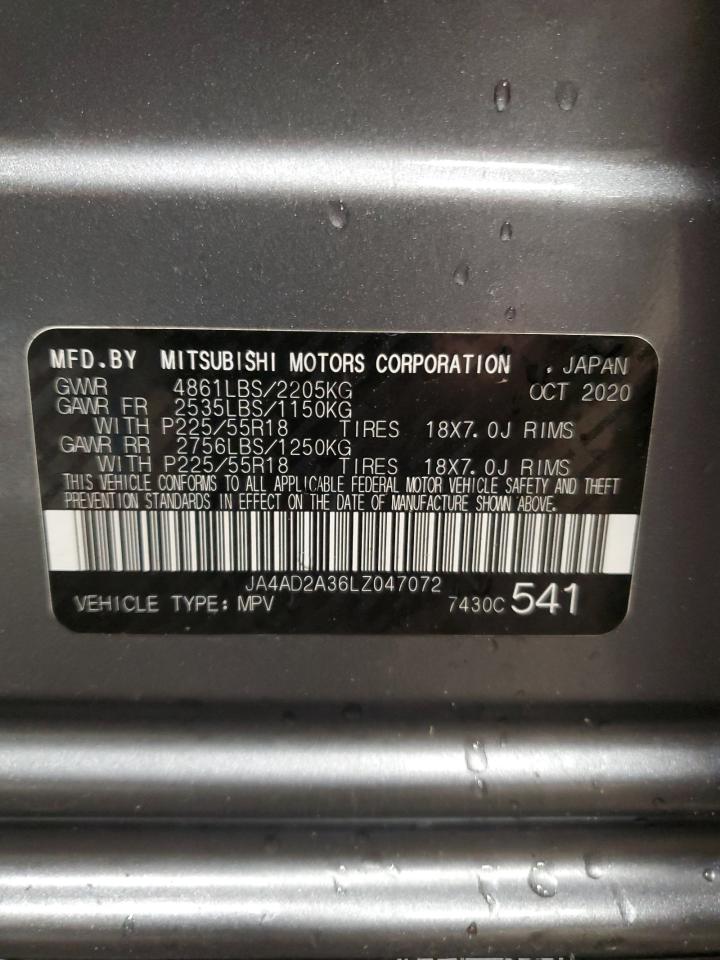 MFD.BY MITSUBISHI MOTORS CORPORATION , JAPAN
GVWR 4861LBS/2205KG OCT 2020
GAWR FR 2535LBS/1150KG
WITH P225/55R18 TIRES 18X7.0J RIMS
GAWR RR 2756LBS/1250KG
WITH P225/55R18 TIRES 18X7.0J RIMS
THIS VEHICLE CONFORMS TO ALL APPLICABLE FEDERAL MOTOR VEHICLE SAFETY AND THEFT
PREVENTION STANDARDS IN EFFECT ON THE DATE OF MANUFACTURE SHOWN ABOVE.
JA4AD2A36LZ047072
VEHICLE TYPE: MPV 7430C 541